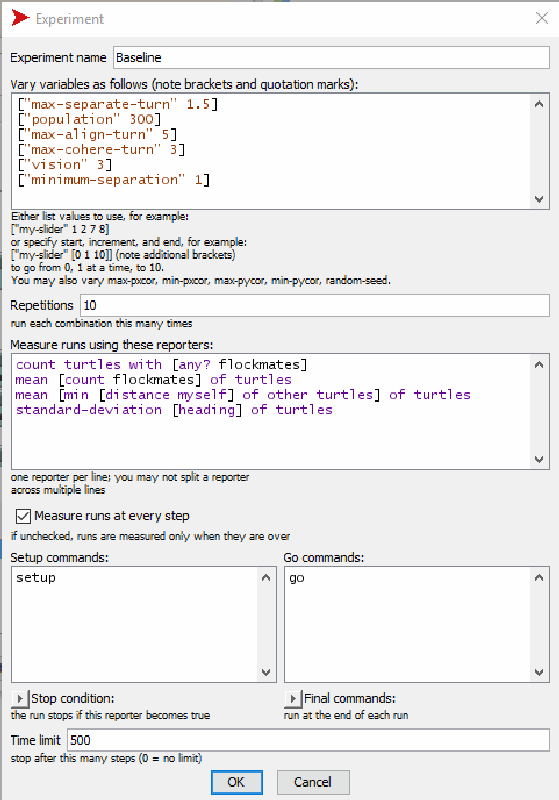 Experiment
Experiment name Baseline
Vary variables as follows (note brackets and quotation marks):
["max-separate-turn" 1.5]
["population" 300]
["max-align-turn" 5]
["max-cohere-turn" 3]
["vision" 3]
["minimum-separation" 1]
Either list values to use, for example:
["my-slider" 1 2 7 8]
or specify start, increment, and end, for example:
["my-slider" [0 1 10]] (note additional brackets)
to go from 0, 1 at a time, to 10.
You may also vary max-pxcor, min-pxcor, max-pycor, min-pycor, random-seed.
Repetitions 10
run each combination this many times
Measure runs using these reporters:
count turtles with [any? flockmates]
mean [count flockmates] of turtles
mean [min [distance myself] of other turtles] of turtles
standard-deviation [heading] of turtles
one reporter per line; you may not split a reporter
across multiple lines
Measure runs at every step
if unchecked, runs are measured only when they are over
Setup commands: Go commands:
setup go
Stop condition: Final commands:
the run stops if this reporter becomes true run at the end of each run
Time limit 500
stop after this many steps (0 = no limit)
OK Cancel